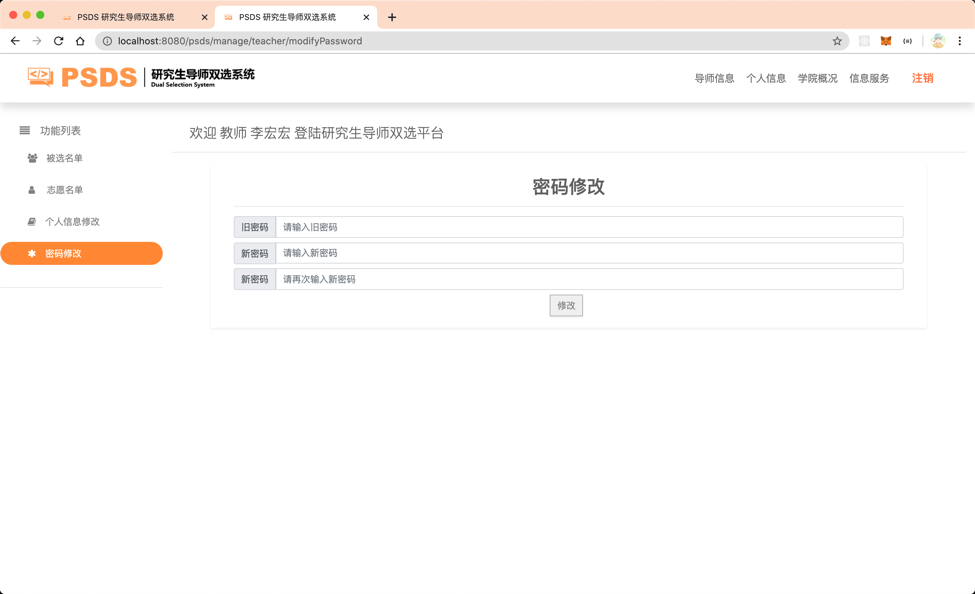 PSDS 研究生导师双选系统
PSDS 研究生导师双选系统
localhost:8080/psds/manage/teacher/modifyPassword
PSDS 研究生导师双选系统
Dual Selection System
导师信息 个人信息 学院概况 信息服务 注销
功能列表
被选名单
志愿名单
个人信息修改
密码修改
欢迎 教师 李宏宏 登陆研究生导师双选平台
密码修改
旧密码 请输入旧密码
新密码 请输入新密码
新密码 请再次输入新密码
修改